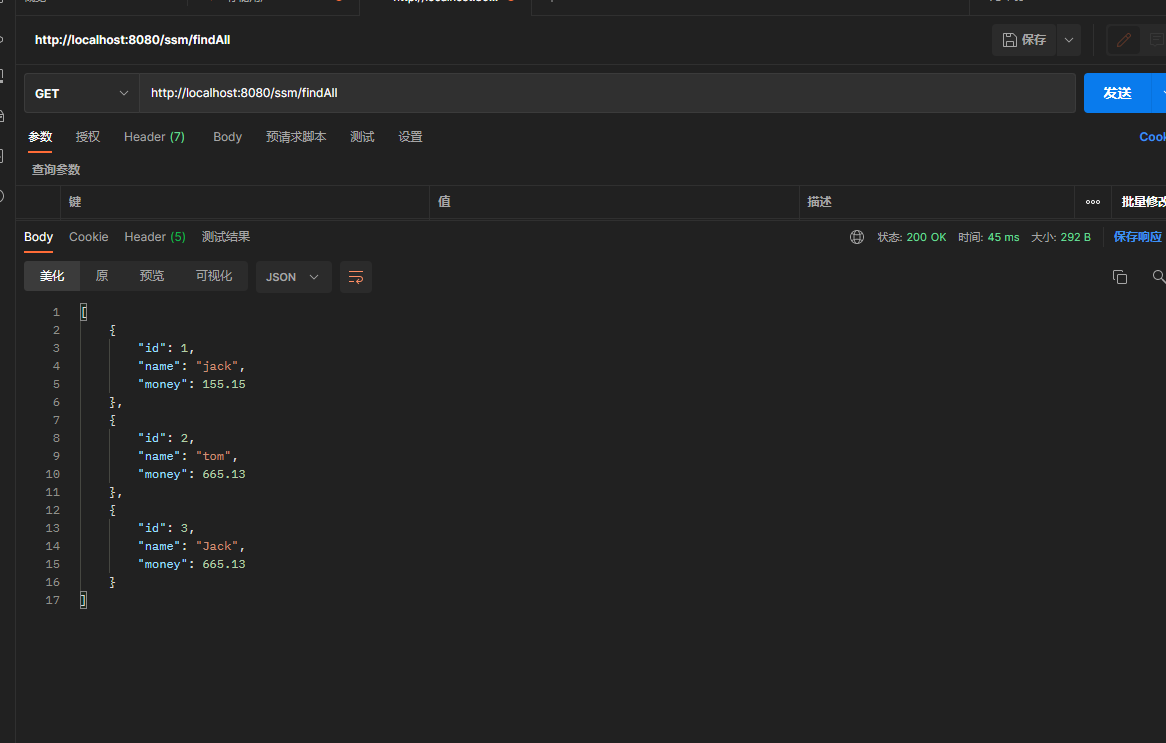 http://localhost:8080/ssm/findAll
保存
GET
http://localhost:8080/ssm/findAll
发送
参数
授权
Header (7)
Body
预请求脚本
测试
设置
查询参数
键
值
描述
批量修改
Body
Cookie
Header (5)
测试结果
状态: 200 OK
时间: 45 ms
大小: 292 B
保存响应
美化
原
预览
可视化
JSON
1 [
2 {
3 "id": 1,
4 "name": "jack",
5 "money": 155.15
6 },
7 {
8 "id": 2,
9 "name": "tom",
10 "money": 665.13
11 },
12 {
13 "id": 3,
14 "name": "Jack",
15 "money": 665.13
16 }
17 ]